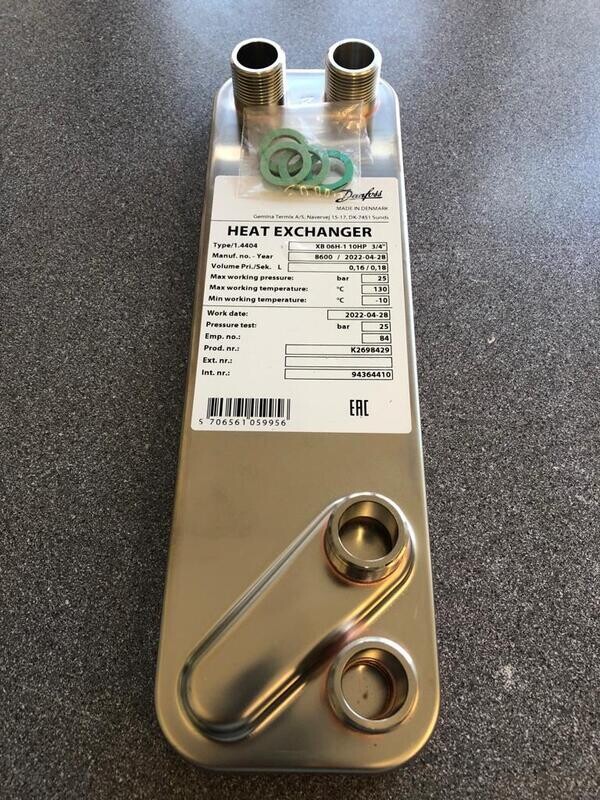 Danfoss
MADE IN DENMARK
Gemina Termix A/S, Navervej 15-17, DK-7451 Sunds
HEAT EXCHANGER
Type/1.4404 XB 06H-1 10HP 3/4"
Manuf. no. - Year 8600 / 2022-04-28
Volume Pri./Sek. L 0,16 / 0,18
Max working pressure: bar 25
Max working temperature: °C 130
Min working temperature: °C -10
Work date: 2022-04-28
Pressure test: bar 25
Emp. no.: 84
Prod. nr.: K2698429
Ext. nr.:
Int. nr.: 94364410
EAC
5 706561 059956